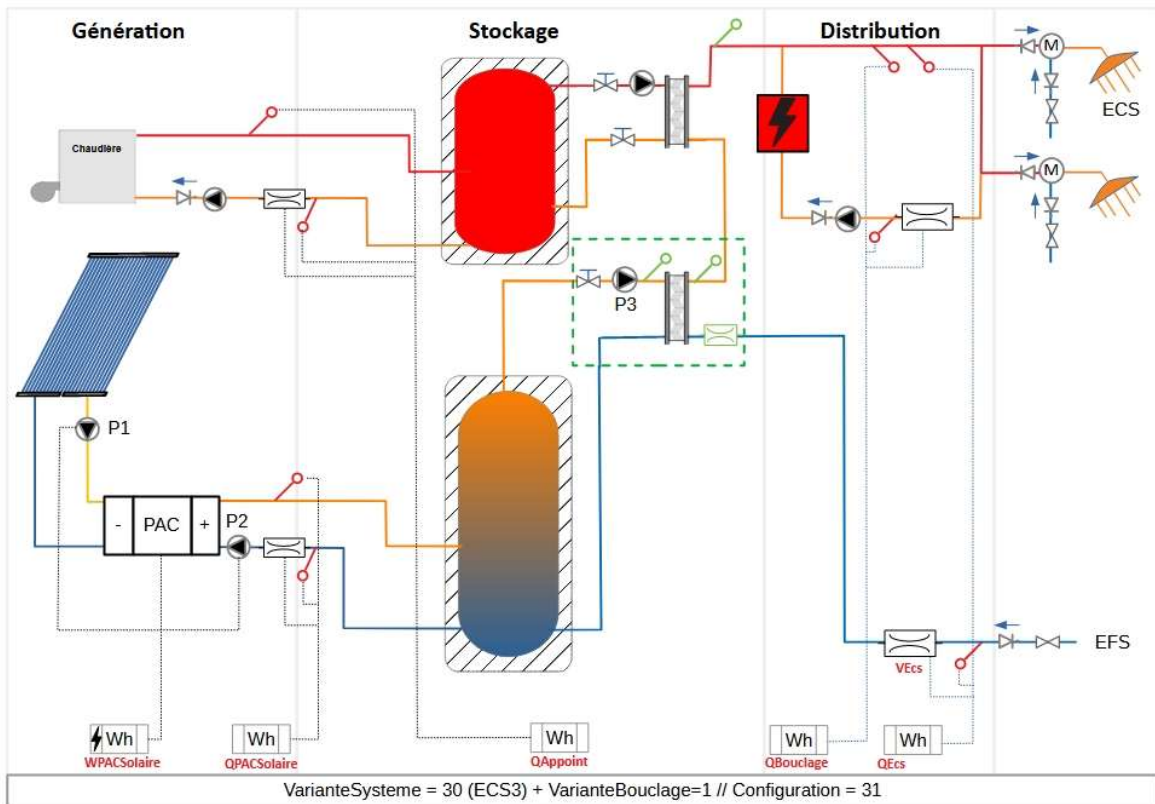 Génération
Stockage
Distribution
M
ECS
Chaudière
M
P3
P1
-
PAC
+
P2
EFS
VEcs
Wh
Wh
Wh
Wh
Wh
WPACSolaire
QPACSolaire
QAppoint
QBouclage
QEcs
VarianteSysteme = 30 (ECS3) + VarianteBouclage=1 // Configuration = 31